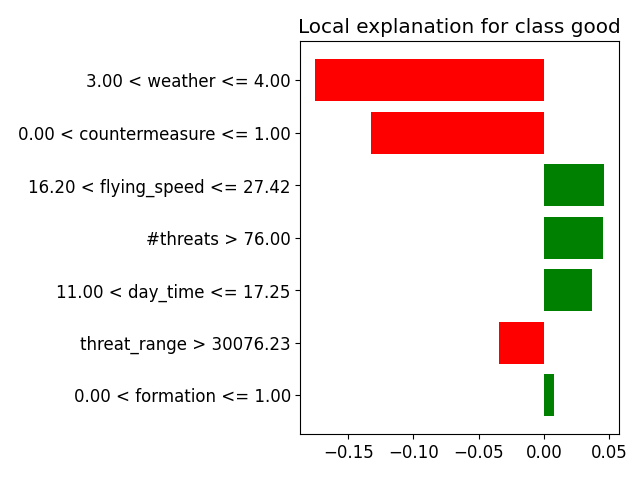 Local explanation for class good
3.00 < weather <= 4.00
0.00 < countermeasure <= 1.00
16.20 < flying_speed <= 27.42
#threats > 76.00
11.00 < day_time <= 17.25
threat_range > 30076.23
0.00 < formation <= 1.00
−0.15 −0.10 −0.05 0.00 0.05